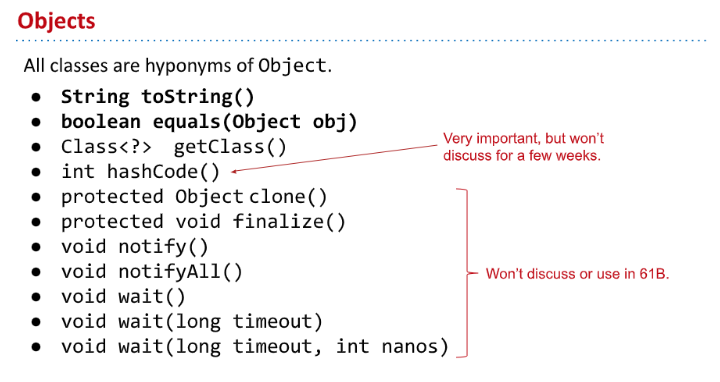 Objects
All classes are hyponyms of Object.
● String toString()
● boolean equals(Object obj)
● Class<?> getClass()
● int hashCode()
● protected Object clone()
● protected void finalize()
● void notify()
● void notifyAll()
● void wait()
● void wait(long timeout)
● void wait(long timeout, int nanos)
Very important, but won't
discuss for a few weeks.
Won't discuss or use in 61B.